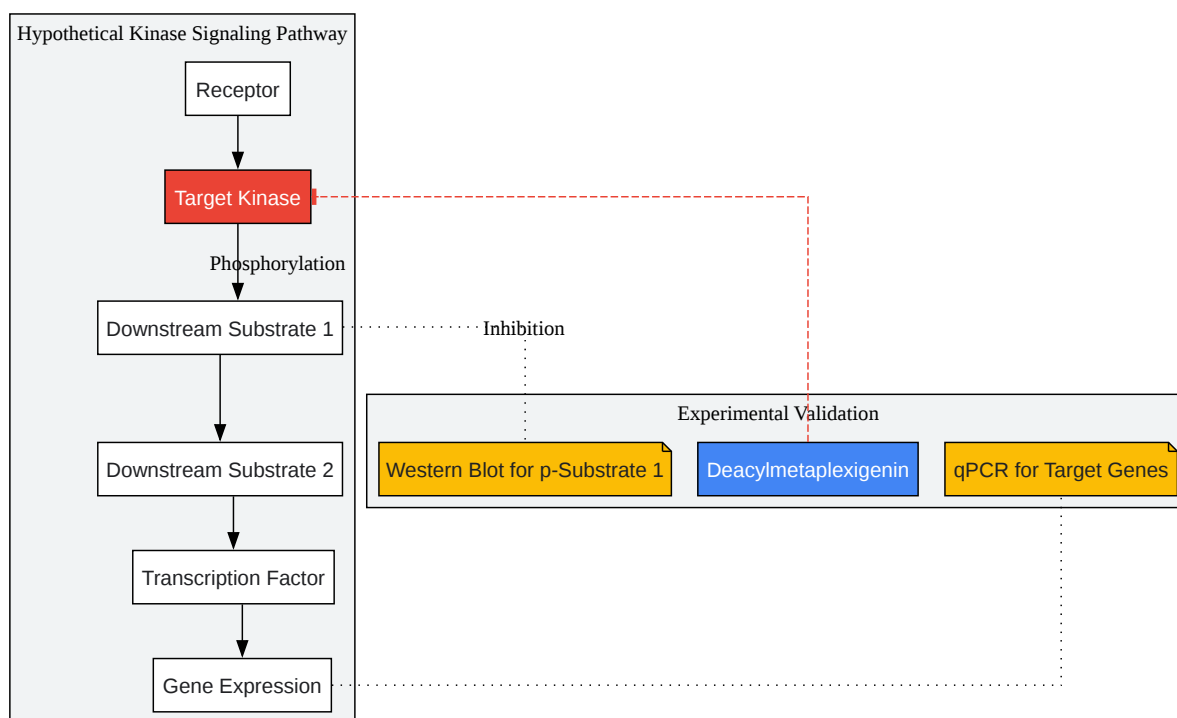 Hypothetical Kinase Signaling Pathway
Receptor
Target Kinase
Phosphorylation
Downstream Substrate 1
Inhibition
Experimental Validation
Downstream Substrate 2
Western Blot for p-Substrate 1
Deacylmetaplexigenin
qPCR for Target Genes
Transcription Factor
Gene Expression